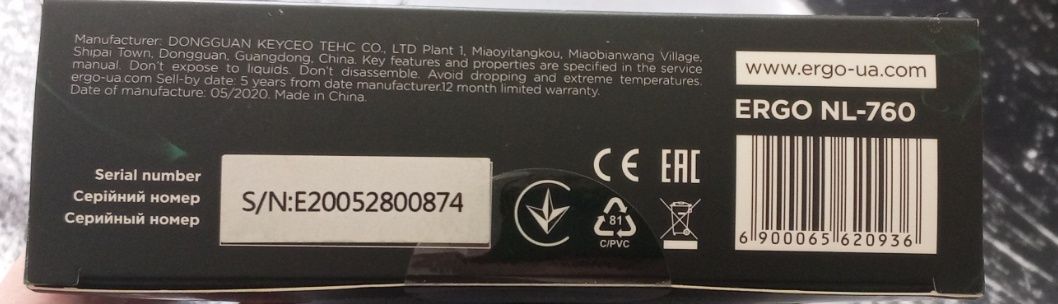 Manufacturer: DONGGUAN KEYCEO TEHC CO., LTD Plant 1, Miaoyitangkou, Miaobianwang Village,
Shipai Town, Dongguan, Guangdong, China. Key features and properties are specified in the service
manual. Don't expose to liquids. Don't disassemble. Avoid dropping and extreme temperatures.
ergo-ua.com Sell-by date: 5 years from date manufacturer.12 month limited warranty.
Date of manufacture: 05/2020. Made in China.
www.ergo-ua.com
ERGO NL-760
Serial number
Серійний номер
Серийный номер
S/N:E20052800874
CE EAC
81
C/PVC
6 900065 620936